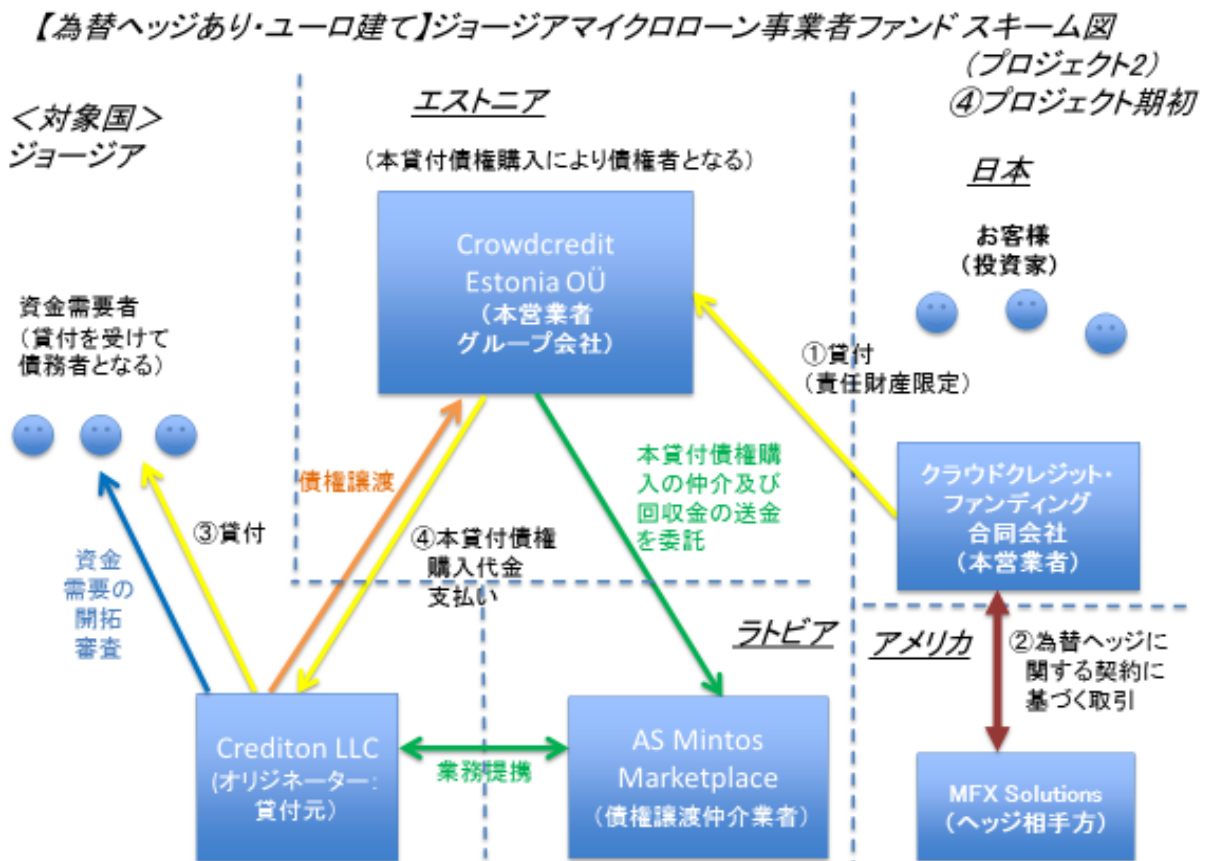 【為替ヘッジあり・ユーロ建て】ジョージアマイクロローン事業者ファンド スキーム図
（プロジェクト2）
④プロジェクト期初
＜対象国＞
ジョージア
エストニア
（本貸付債権購入により債権者となる）
日本
お客様
（投資家）
Crowdcredit
Estonia OÜ
（本営業者
グループ会社）
資金需要者
（貸付を受けて
債務者となる）
①貸付
（責任財産限定）
債権譲渡
本貸付債権購
入の仲介及び
回収金の送金
を委託
クラウドクレジット・
ファンディング
合同会社
（本営業者）
③貸付
④本貸付債権
購入代金
支払い
資金
需要の
開拓
審査
ラトビア
アメリカ
②為替ヘッジに
関する契約に
基づく取引
Crediton LLC
(オリジネーター：
貸付元）
業務提携
AS Mintos
Marketplace
（債権譲渡仲介業者）
MFX Solutions
（ヘッジ相手方）